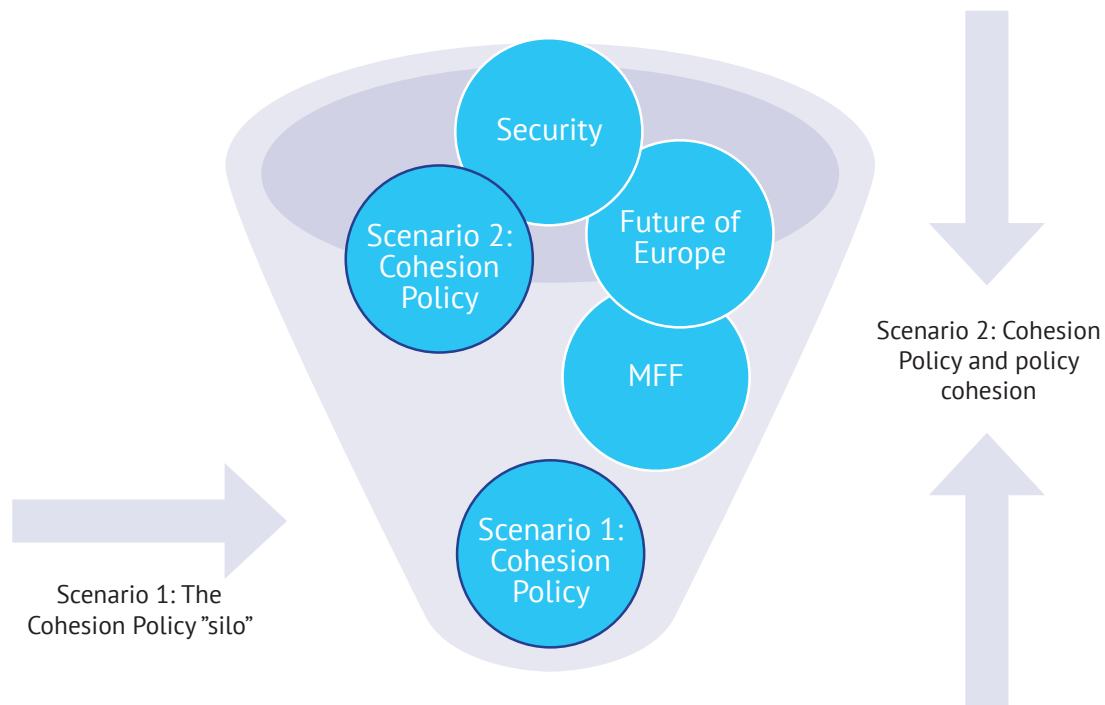 Security
Scenario 2:
Cohesion
Policy
Future of
Europe
MFF
Scenario 1:
Cohesion
Policy
Scenario 1: The
Cohesion Policy ”silo”
Scenario 2: Cohesion
Policy and policy
cohesion